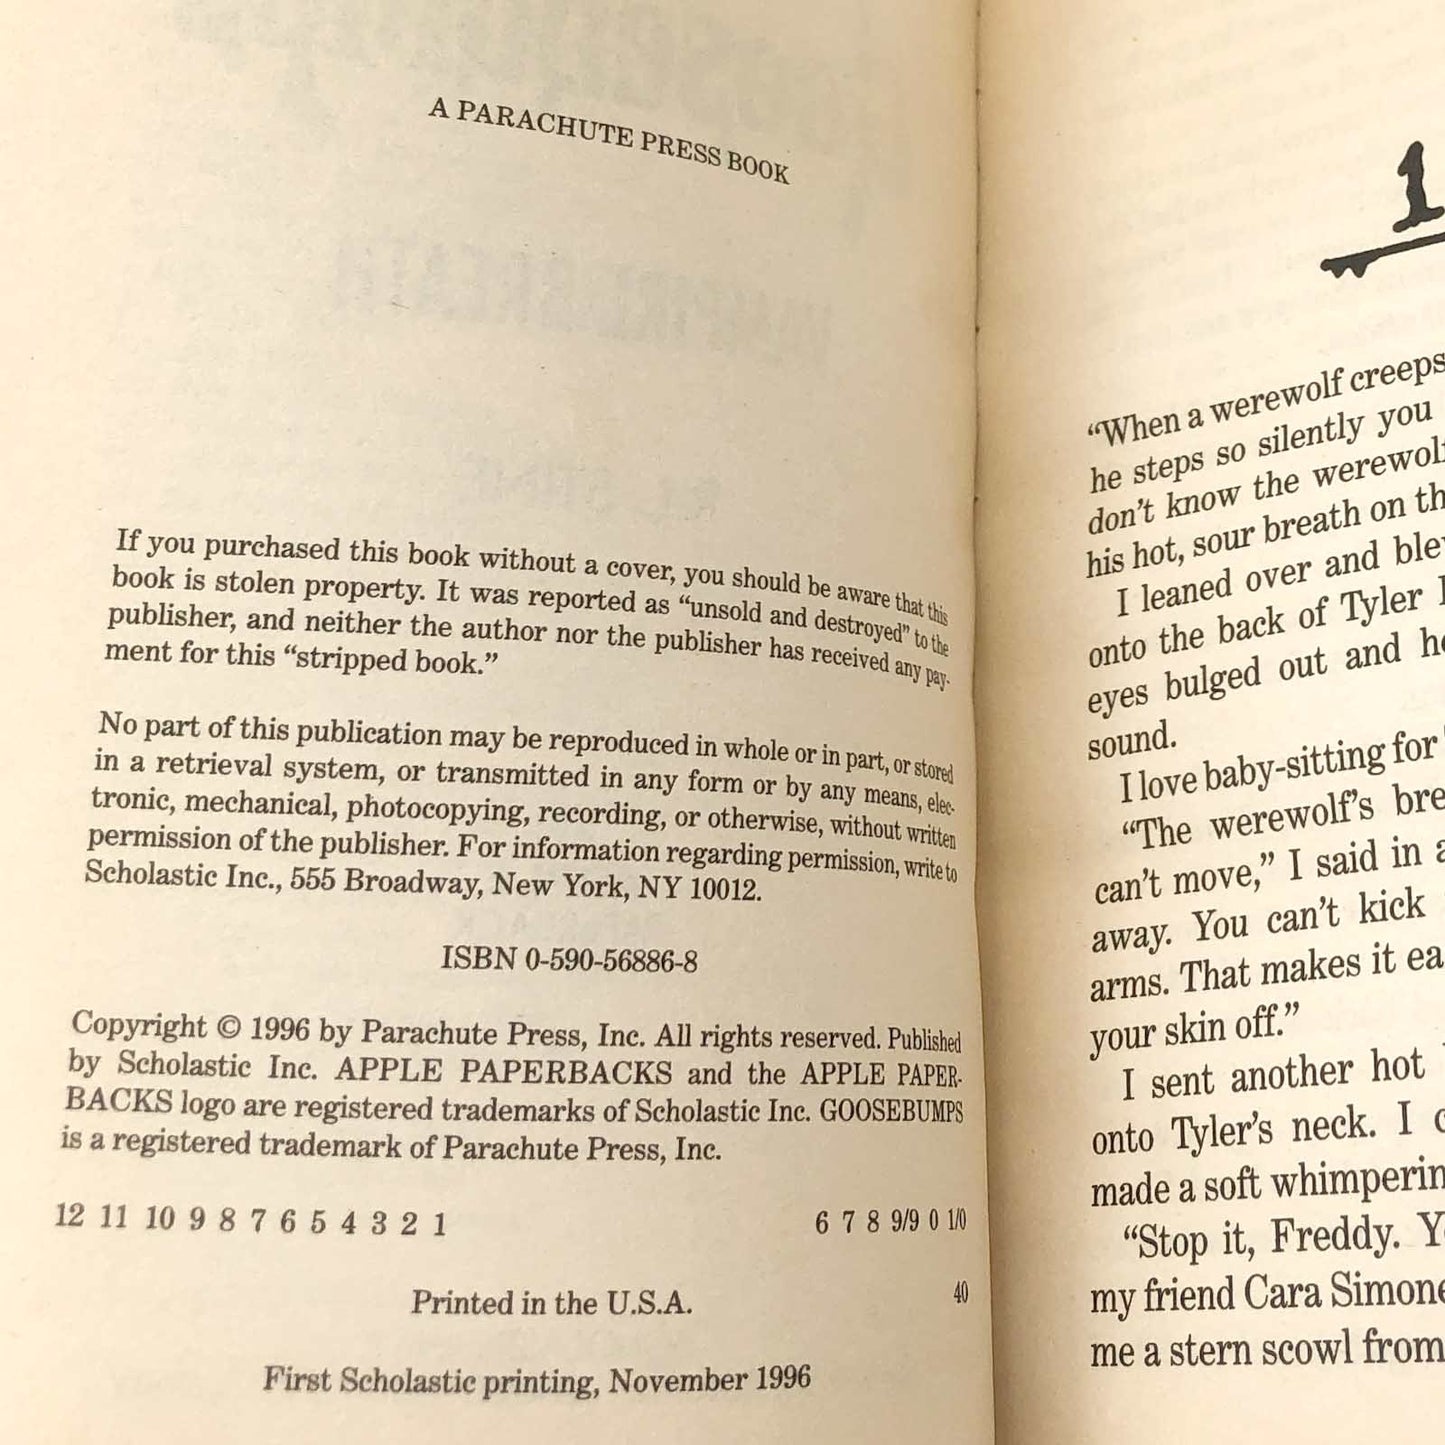 A PARACHUTE PRESS BOOK
If you purchased this book without a cover, you should be aware that this
book is stolen property. It was reported as “unsold and destroyed” to the
publisher, and neither the author nor the publisher has received any pay-
ment for this “stripped book.”
No part of this publication may be reproduced in whole or in part, or stored
in a retrieval system, or transmitted in any form or by any means, elec-
tronic, mechanical, photocopying, recording, or otherwise, without written
permission of the publisher. For information regarding permission, write to
Scholastic Inc., 555 Broadway, New York, NY 10012.
ISBN 0-590-56886-8
Copyright © 1996 by Parachute Press, Inc. All rights reserved. Published
by Scholastic Inc. APPLE PAPERBACKS and the APPLE PAPER-
BACKS logo are registered trademarks of Scholastic Inc. GOOSEBUMPS
is a registered trademark of Parachute Press, Inc.
12 11 10 9 8 7 6 5 4 3 2 1 6 7 8 9/9 0 1/0
40
Printed in the U.S.A.
First Scholastic printing, November 1996
1
“When a werewolf creeps
he steps so silently you
don’t know the werewolf
his hot, sour breath on th
I leaned over and ble
onto the back of Tyler
eyes bulged out and he
sound.
I love baby-sitting for
“The werewolf’s bre
can’t move,” I said in a
away. You can’t kick
arms. That makes it ea
your skin off.”
I sent another hot
onto Tyler’s neck. I c
made a soft whimperin
“Stop it, Freddy. Y
my friend Cara Simone
me a stern scowl from